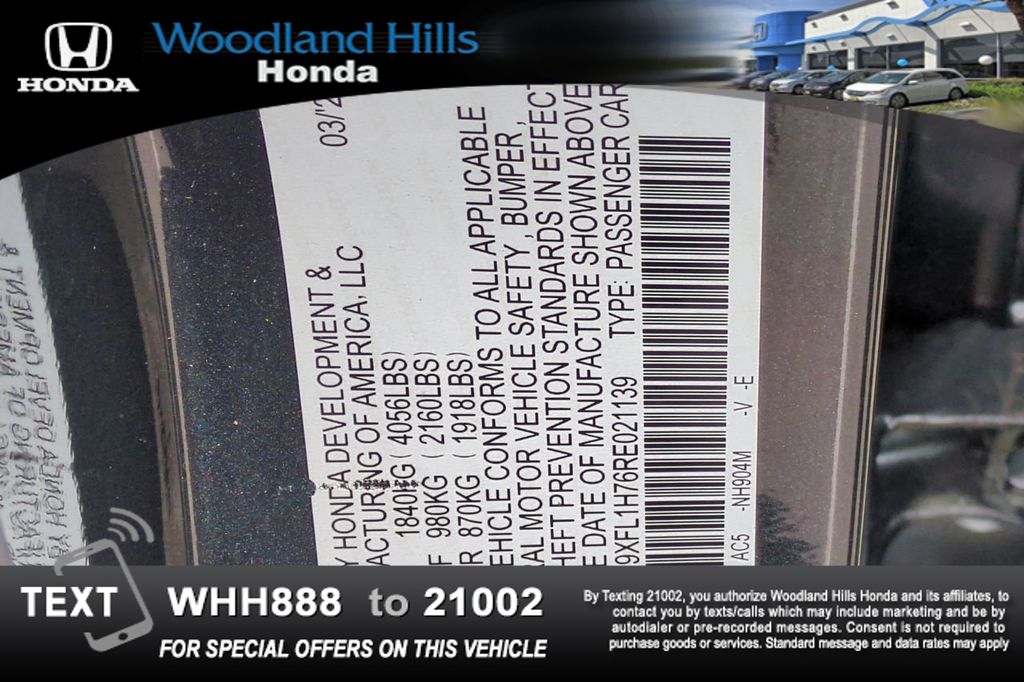 HONDA
Woodland Hills
Honda
03/'2
Y HONDA DEVELOPMENT &
ACTURING OF AMERICA, LLC
1840KG ( 4056LBS)
F 980KG ( 2160LBS)
R 870KG ( 1918LBS)
EHICLE CONFORMS TO ALL APPLICABLE
AL MOTOR VEHICLE SAFETY, BUMPER,
HEFT PREVENTION STANDARDS IN EFFECT
E DATE OF MANUFACTURE SHOWN ABOVE
9XFL1H76RE021139 TYPE: PASSENGER CAR
AC5 -NH904M -V -E
TEXT WHH888 to 21002
FOR SPECIAL OFFERS ON THIS VEHICLE
By Texting 21002, you authorize Woodland Hills Honda and its affiliates, to
contact you by texts/calls which may include marketing and be by
autodialer or pre-recorded messages. Consent is not required to
purchase goods or services. Standard message and data rates may apply